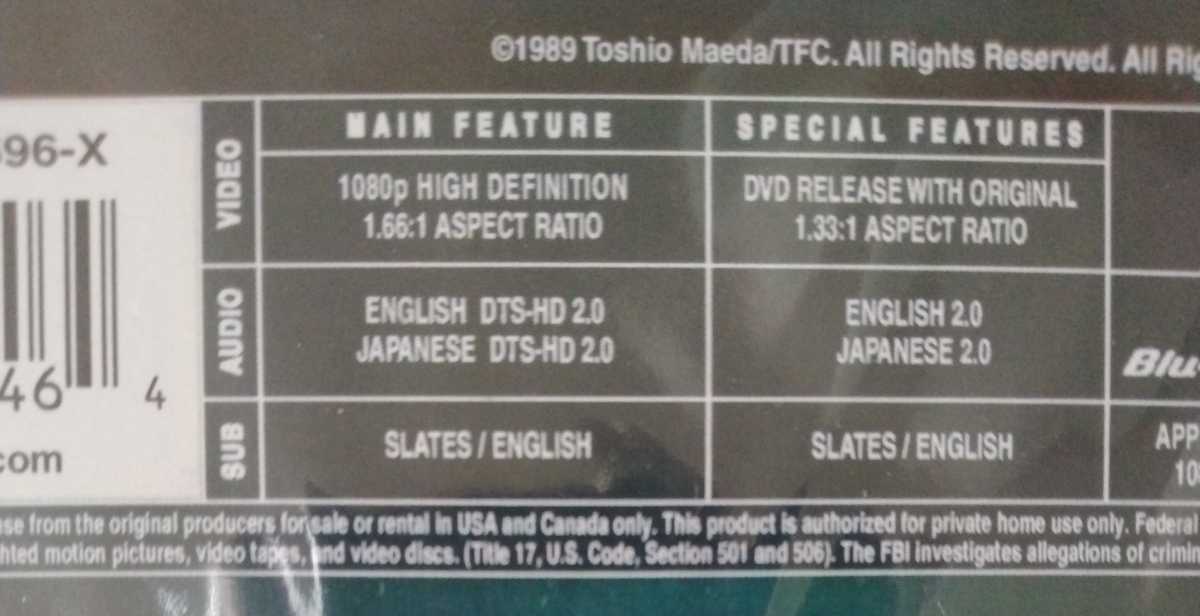 ©1989 Toshio Maeda/TFC. All Rights Reserved. All
96-X
VIDEO
MAIN FEATURE
SPECIAL FEATURES
1080p HIGH DEFINITION
1.66:1 ASPECT RATIO
DVD RELEASE WITH ORIGINAL
1.33:1 ASPECT RATIO
AUDIO
ENGLISH DTS-HD 2.0
JAPANESE DTS-HD 2.0
ENGLISH 2.0
JAPANESE 2.0
Blu-
46 4
SUB
SLATES / ENGLISH
SLATES / ENGLISH
APP
10
com
from the original producers for sale or rental in USA and Canada only. This product is authorized for private home use only. Federal
motion pictures, video tapes, and video discs. (Title 17, U.S. Code, Section 501 and 506). The FBI investigates allegations of